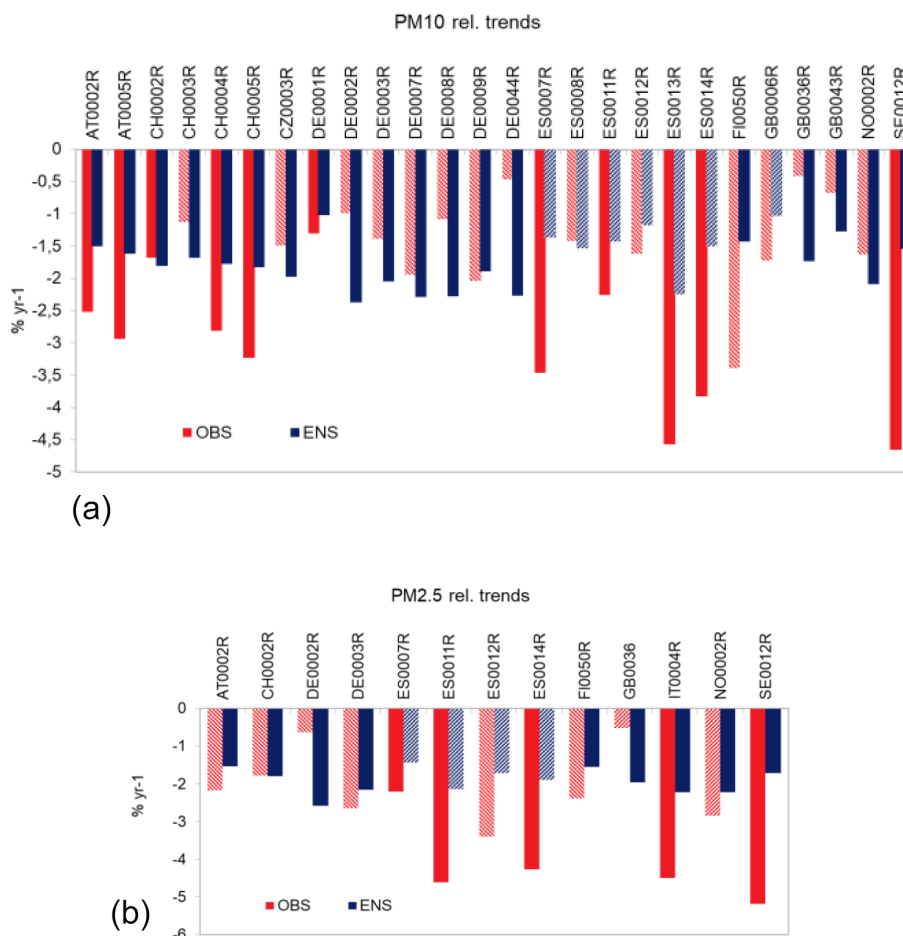 PM10 rel. trends
AT0002R
AT0005R
CH0002R
CH0003R
CH0004R
CH0005R
CZ0003R
DE0001R
DE0002R
DE0003R
DE0007R
DE0008R
DE0009R
DE0044R
ES0007R
ES0008R
ES0011R
ES0012R
ES0013R
ES0014R
FI0050R
GB0006R
GB0036R
GB0043R
NO0002R
SE0012R
0
-0,5
-1
-1,5
-2
-2,5
-3
-3,5
-4
-4,5
-5
% yr-1
OBS ENS
(a)
PM2.5 rel. trends
AT0002R
CH0002R
DE0002R
DE0003R
ES0007R
ES0011R
ES0012R
ES0014R
FI0050R
GB0036
IT004R
NO0002R
SE0012R
0
-1
-2
-3
-4
-5
-6
% yr-1
OBS ENS
(b)